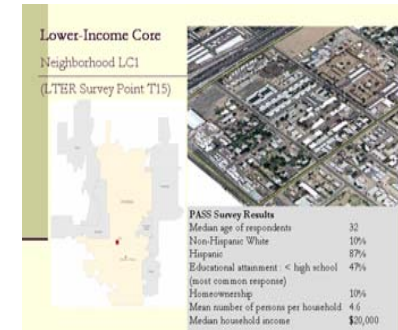 Lower-Income Core
Neighborhood LC1
(LTER Survey Point T15)
PASS Survey Results
Median age of respondents 32
Non-Hispanic White 10%
Hispanic 87%
Educational attainment : < high school 47%
(most common response)
Homeownership 10%
Mean number of persons per household 4.6
Median household income $20,000